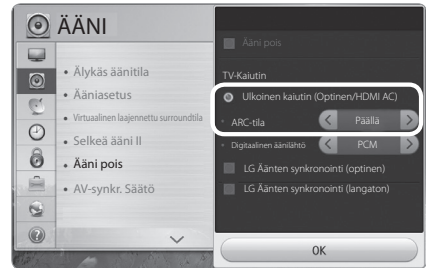 ÄÄNI
Älykäs äänitila
Ääniasetus
Virtuaalinen laajennettu surroundtila
Selkeä ääni II
Ääni pois
AV-synkr. Säätö
Ääni pois
TV-Kaiutin
Ulkoinen kaiutin (Optinen/HDMI AC)
ARC-tila Päällä
Digitaalinen äänilähtö PCM
LG Äänten synkronointi (optinen)
LG Äänten synkronointi (langaton)
OK